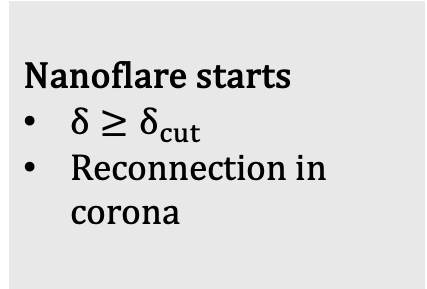 Nanoflare starts
• δ ≥ δcut
• Reconnection in
corona